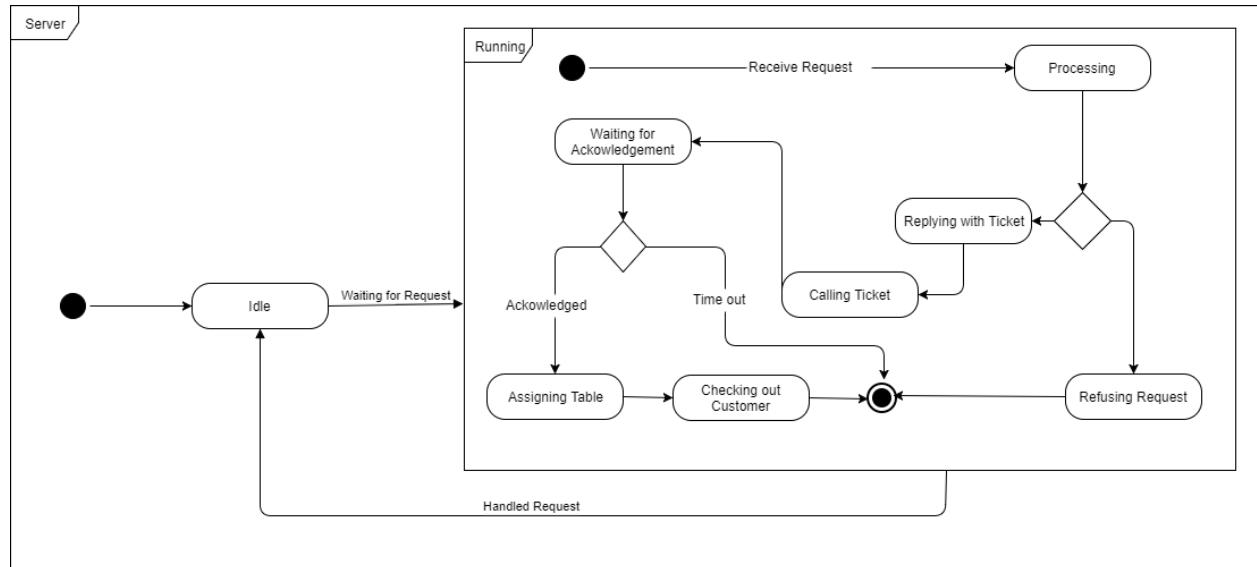 Server
Running
Receive Request
Processing
Waiting for
Ackowledgement
Replying with Ticket
Calling Ticket
Idle
Waiting for Request
Ackowledged
Time out
Assigning Table
Checking out
Customer
Refusing Request
Handled Request